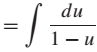 = ∫ du / (1 − u)